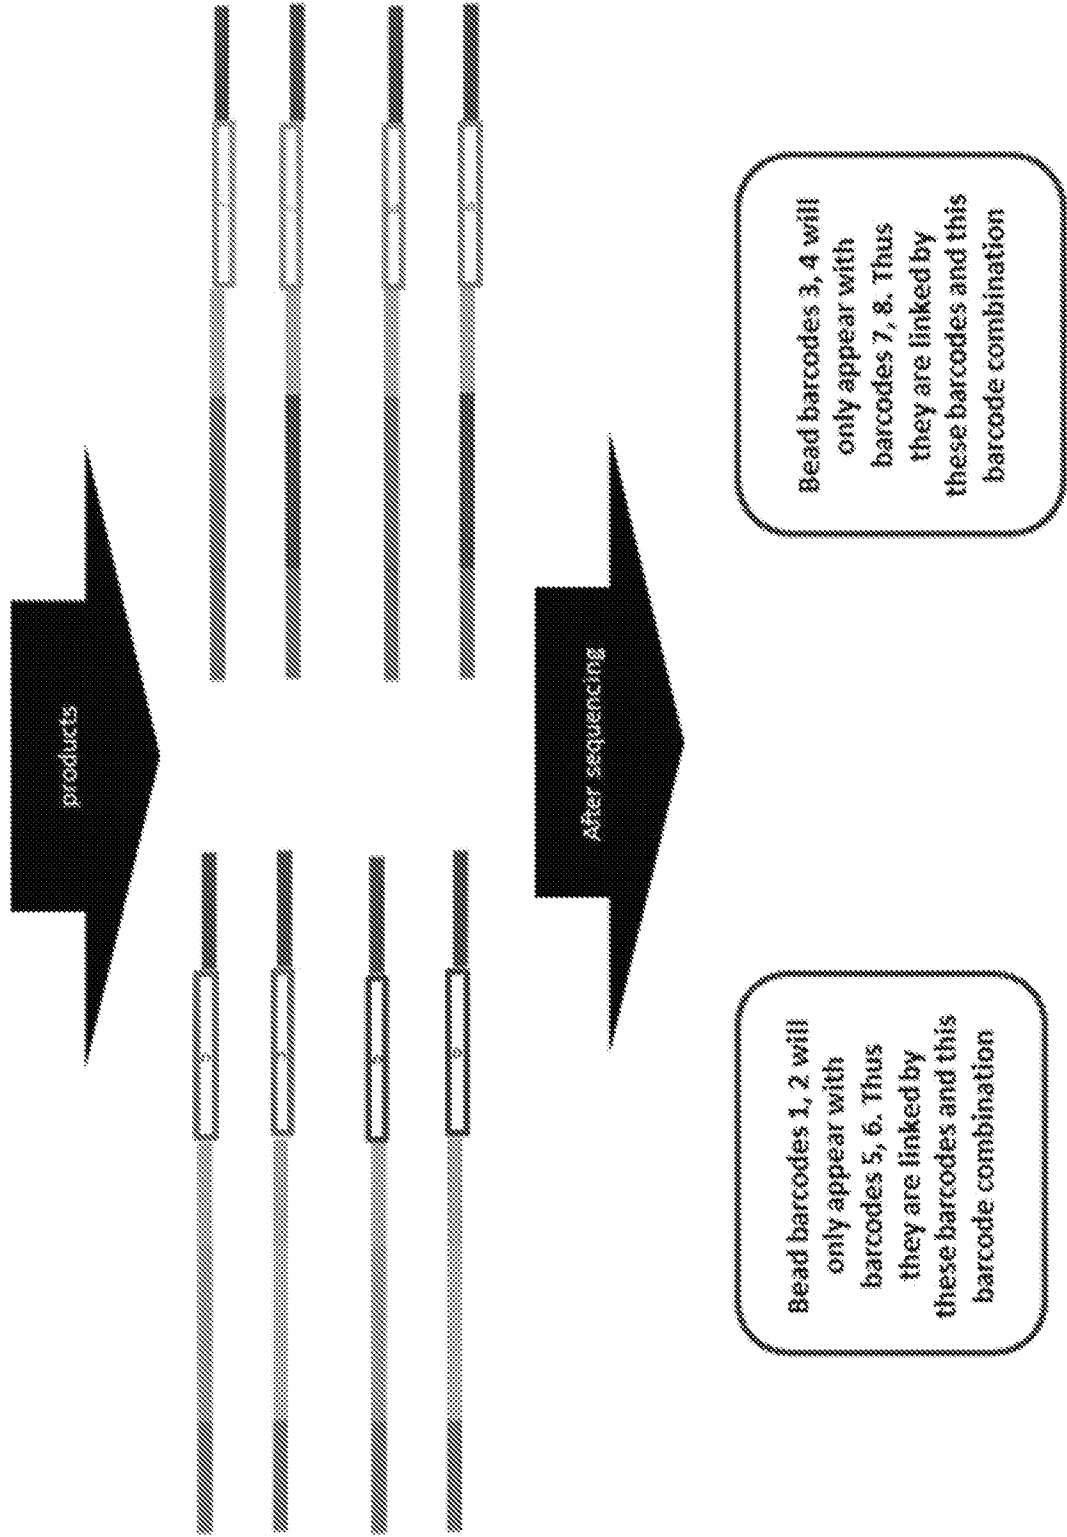 products
After sequencing
Bead barcodes 1, 2 will
only appear with
barcodes 5, 6. Thus
they are linked by
these barcodes and this
barcode combination
Bead barcodes 3, 4 will
only appear with
barcodes 7, 8. Thus
they are linked by
these barcodes and this
barcode combination